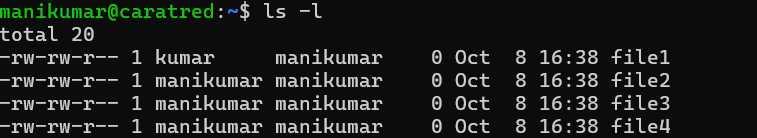 manikumar@caratred:~$ ls -l
total 20
-rw-rw-r-- 1 kumar     manikumar    0 Oct  8 16:38 file1
-rw-rw-r-- 1 manikumar manikumar    0 Oct  8 16:38 file2
-rw-rw-r-- 1 manikumar manikumar    0 Oct  8 16:38 file3
-rw-rw-r-- 1 manikumar manikumar    0 Oct  8 16:38 file4